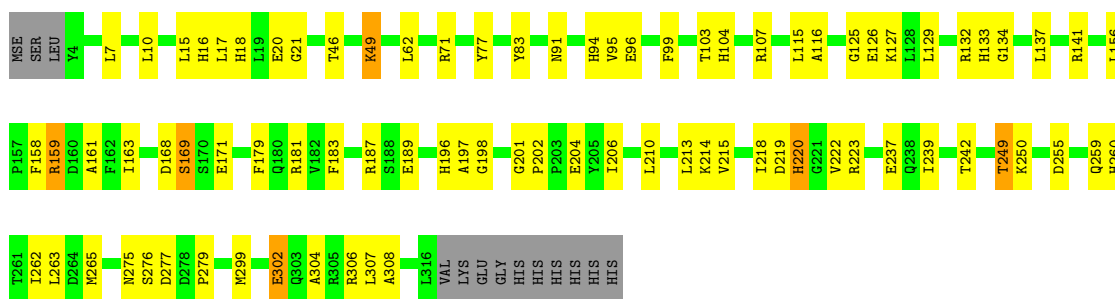 MSE SER LEU Y4 L7 L10 L15 H16 L17 H18 L19 E20 G21 T46 K49 L62 R71 Y77 Y83 N91 H94 V95 E96 F99 T103 H104 R107 L115 A116 G125 E126 K127 L128 L129 R132 H133 G134 L137 R141 L156
P157 F158 R159 D160 A161 F162 I163 D168 S169 S170 E171 F179 Q180 R181 V182 F183 R187 S188 E189 H196 A197 G198 G201 P202 P203 E204 Y205 I206 L210 L213 K214 V215 I218 D219 H220 G221 V222 R223 E237 Q238 I239 T242 T249 K250 D255 Q259 H260
T261 I262 L263 D264 M265 N275 S276 D277 D278 P279 M299 E302 Q303 A304 R305 R306 L307 A308 L316 VAL LYS GLU GLY HIS HIS HIS HIS HIS HIS